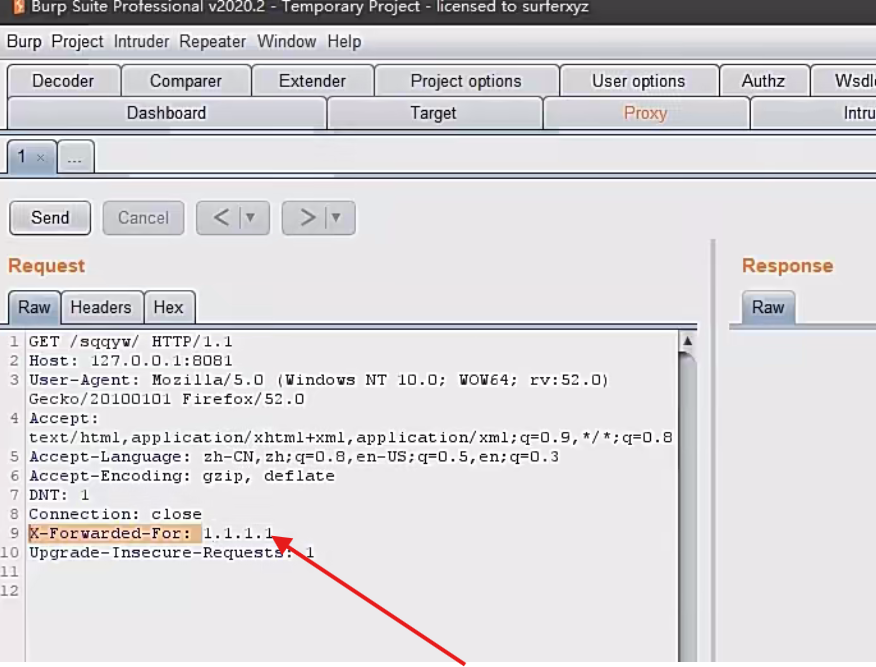 Burp Suite Professional v2020.2 - Temporary Project - licensed to surferxyz
Burp Project Intruder Repeater Window Help
Decoder Comparer Extender Project options User options Authz Wsdl
Dashboard Target Proxy Intru
1 × ...
Send Cancel < ▼ > ▼
Request Response
Raw Headers Hex Raw
1 GET /sqqyw/ HTTP/1.1
2 Host: 127.0.0.1:8081
3 User-Agent: Mozilla/5.0 (Windows NT 10.0; WOW64; rv:52.0)
Gecko/20100101 Firefox/52.0
4 Accept:
text/html,application/xhtml+xml,application/xml;q=0.9,*/*;q=0.8
5 Accept-Language: zh-CN,zh;q=0.8,en-US;q=0.5,en;q=0.3
6 Accept-Encoding: gzip, deflate
7 DNT: 1
8 Connection: close
9 X-Forwarded-For: 1.1.1.1
10 Upgrade-Insecure-Requests: 1
11
12